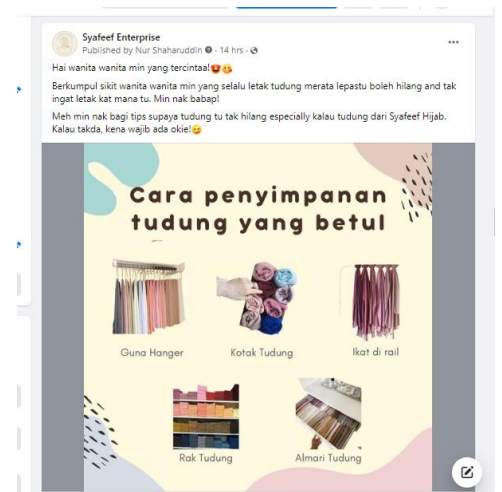 Syafeef Enterprise
Published by Nur Shaharuddin · 14 hrs ·
Hai wanita wanita min yang tercintaa!😍😘
Berkumpul sikit wanita wanita min yang selalu letak tudung merata lepastu boleh hilang and tak
ingat letak kat mana tu. Min nak babap!
Meh min nak bagi tips supaya tudung tu tak hilang especially kalau tudung dari Syafeef Hijab.
Kalau takda, kena wajib ada okie!😋
Cara penyimpanan
tudung yang betul
Guna Hanger
Kotak Tudung
Ikat di rail
Rak Tudung
Almari Tudung